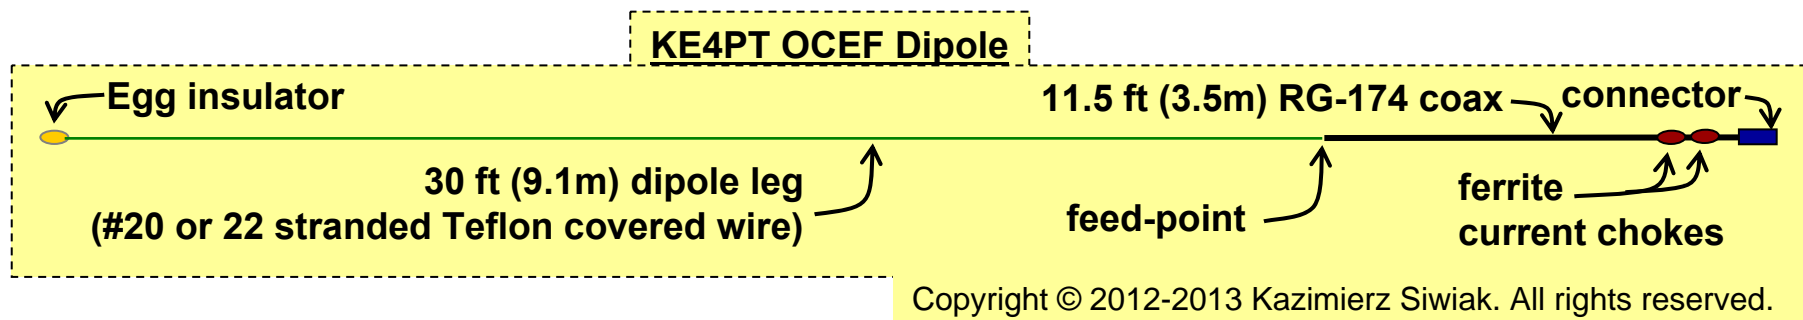 KE4PT OCEF Dipole
Egg insulator
11.5 ft (3.5m) RG-174 coax
connector
30 ft (9.1m) dipole leg
(#20 or 22 stranded Teflon covered wire)
feed-point
ferrite
current chokes
Copyright © 2012-2013 Kazimierz Siwiak. All rights reserved.